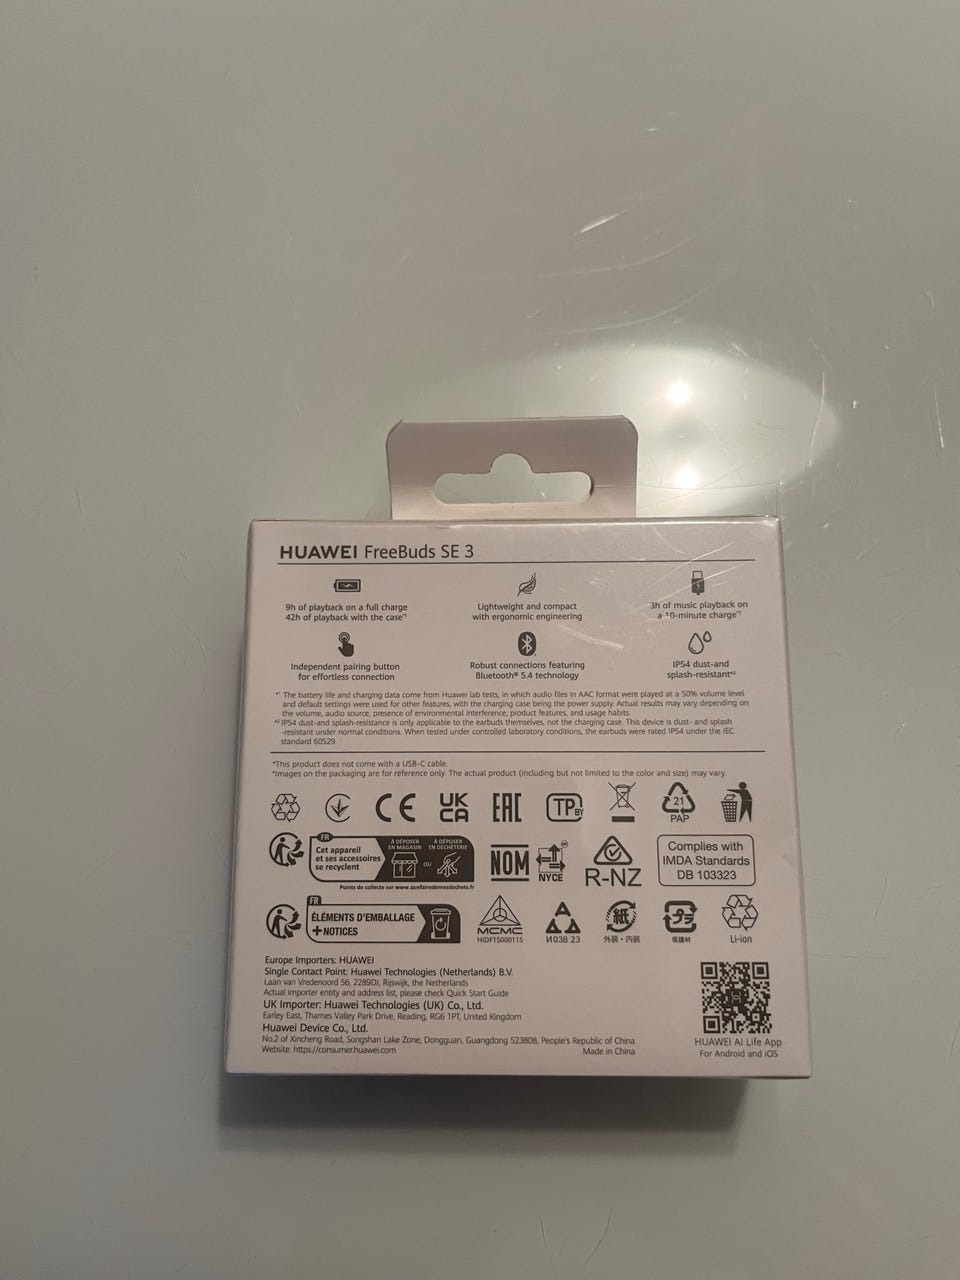 HUAWEI FreeBuds SE 3
9h of playback on a full charge
42h of playback with the case*1
Lightweight and compact
with ergonomic engineering
3h of music playback on
a 10-minute charge*1
Independent pairing button
for effortless connection
Robust connections featuring
Bluetooth® 5.4 technology
IP54 dust-and
splash-resistant*2
*1 The battery life and charging data come from Huawei lab tests, in which audio files in AAC format were played at a 50% volume level
and default settings were used for other features, with the charging case being the power supply. Actual results may vary depending on
the volume, audio source, presence of environmental interference, product features, and usage habits.
*2 IP54 dust-and splash-resistance is only applicable to the earbuds themselves, not the charging case. This device is dust- and splash
-resistant under normal conditions. When tested under controlled laboratory conditions, the earbuds were rated IP54 under the IEC
standard 60529
*This product does not come with a USB-C cable.
*Images on the packaging are for reference only. The actual product (including but not limited to the color and size) may vary.
CE
UK
CA
EAC
TP BY
21
PAP
FR
Cet appareil
et ses accessoires
se recyclent
À DÉPOSER
EN MAGASIN
OU
À DÉPOSER
EN DÉCHÈTERIE
Points de collecte sur www.quefairedemesdechets.fr
NOM
NYCE
R-NZ
Complies with
IMDA Standards
DB 103323
FR
ÉLÉMENTS D'EMBALLAGE
+NOTICES
MCMC
HIDF15000115
И038 23
紙
外装・内装
プラ
保護材
Li-ion
Europe Importers: HUAWEI
Single Contact Point: Huawei Technologies (Netherlands) B.V.
Laan van Vredenoord 56, 2289DJ, Rijswijk, the Netherlands
Actual importer entity and address list, please check Quick Start Guide
UK Importer: Huawei Technologies (UK) Co., Ltd.
Earley East, Thames Valley Park Drive, Reading, RG6 1PT, United Kingdom
Huawei Device Co., Ltd.
No.2 of Xincheng Road, Songshan Lake Zone, Dongguan, Guangdong 523808, People's Republic of China
Website: https://consumer.huawei.com
Made in China
HUAWEI AI Life App
For Android and iOS